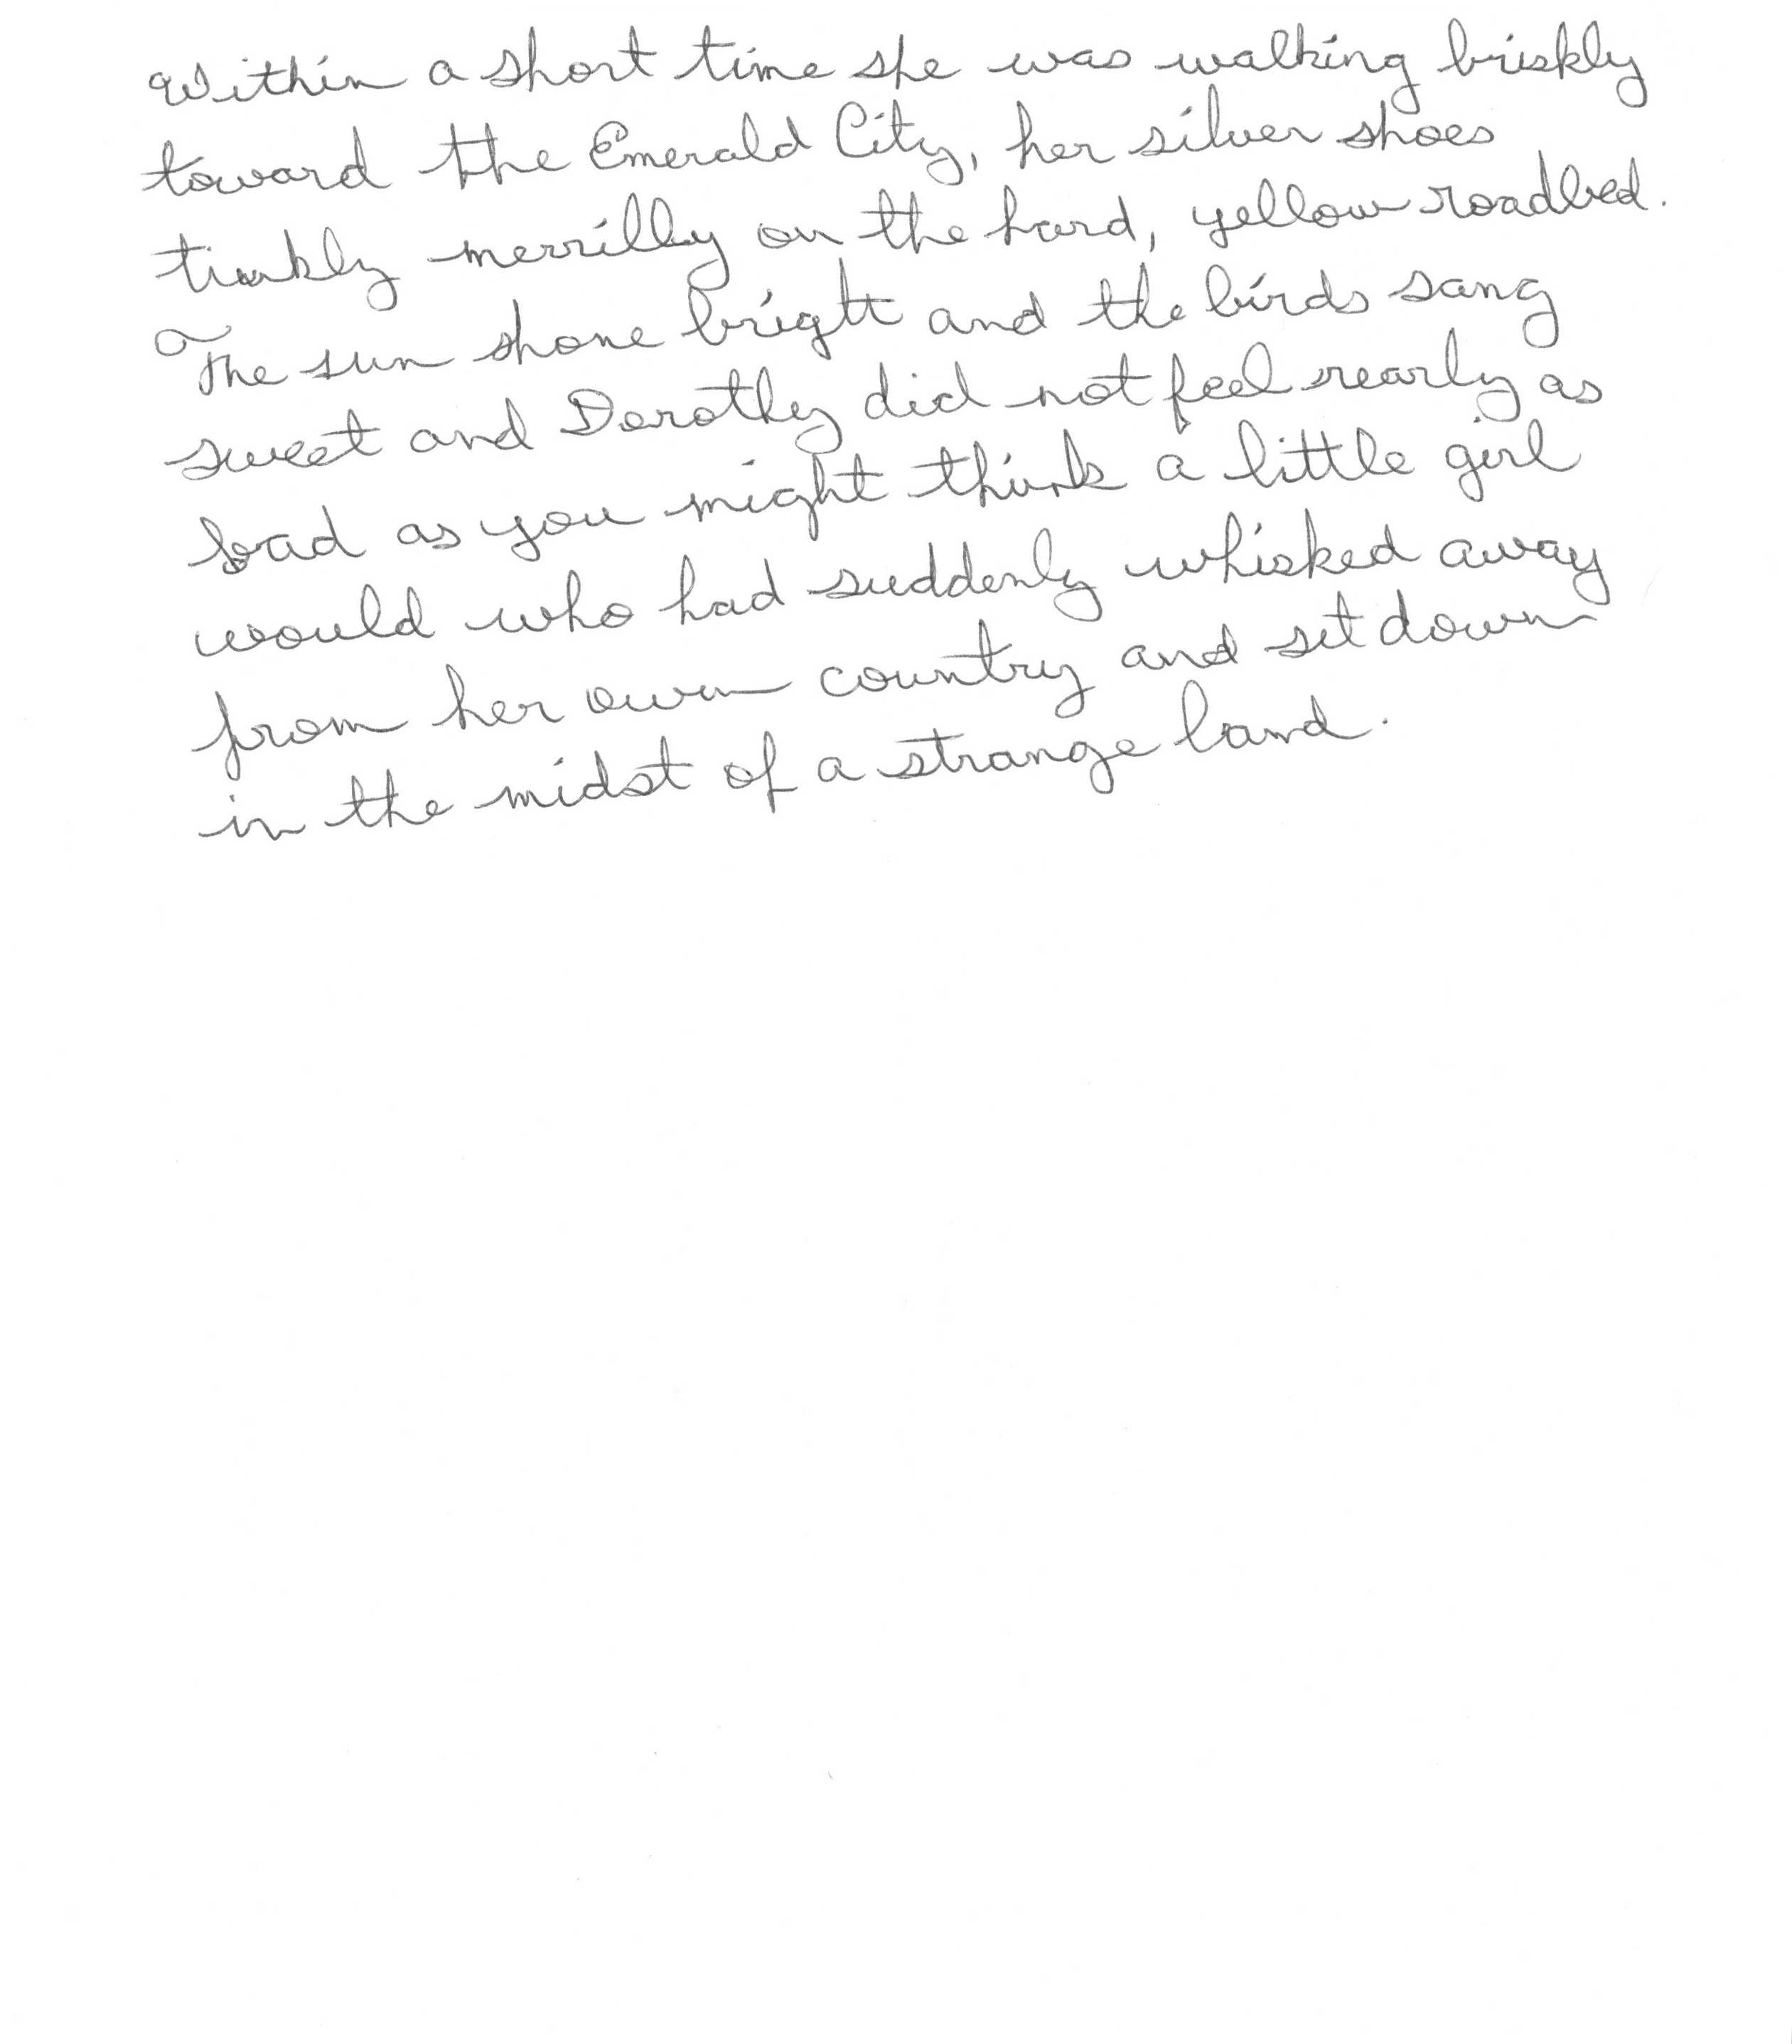 Within a short time she was walking briskly
toward the Emerald City, her silver shoes
tinkly merrilly on the hard, yellow roadbed.
The sun shone bright and the birds sang
sweet and Dorothy did not feel nearly as
bad as you might think a little girl
would who had suddenly whisked away
from her own country and set down
in the midst of a strange land.